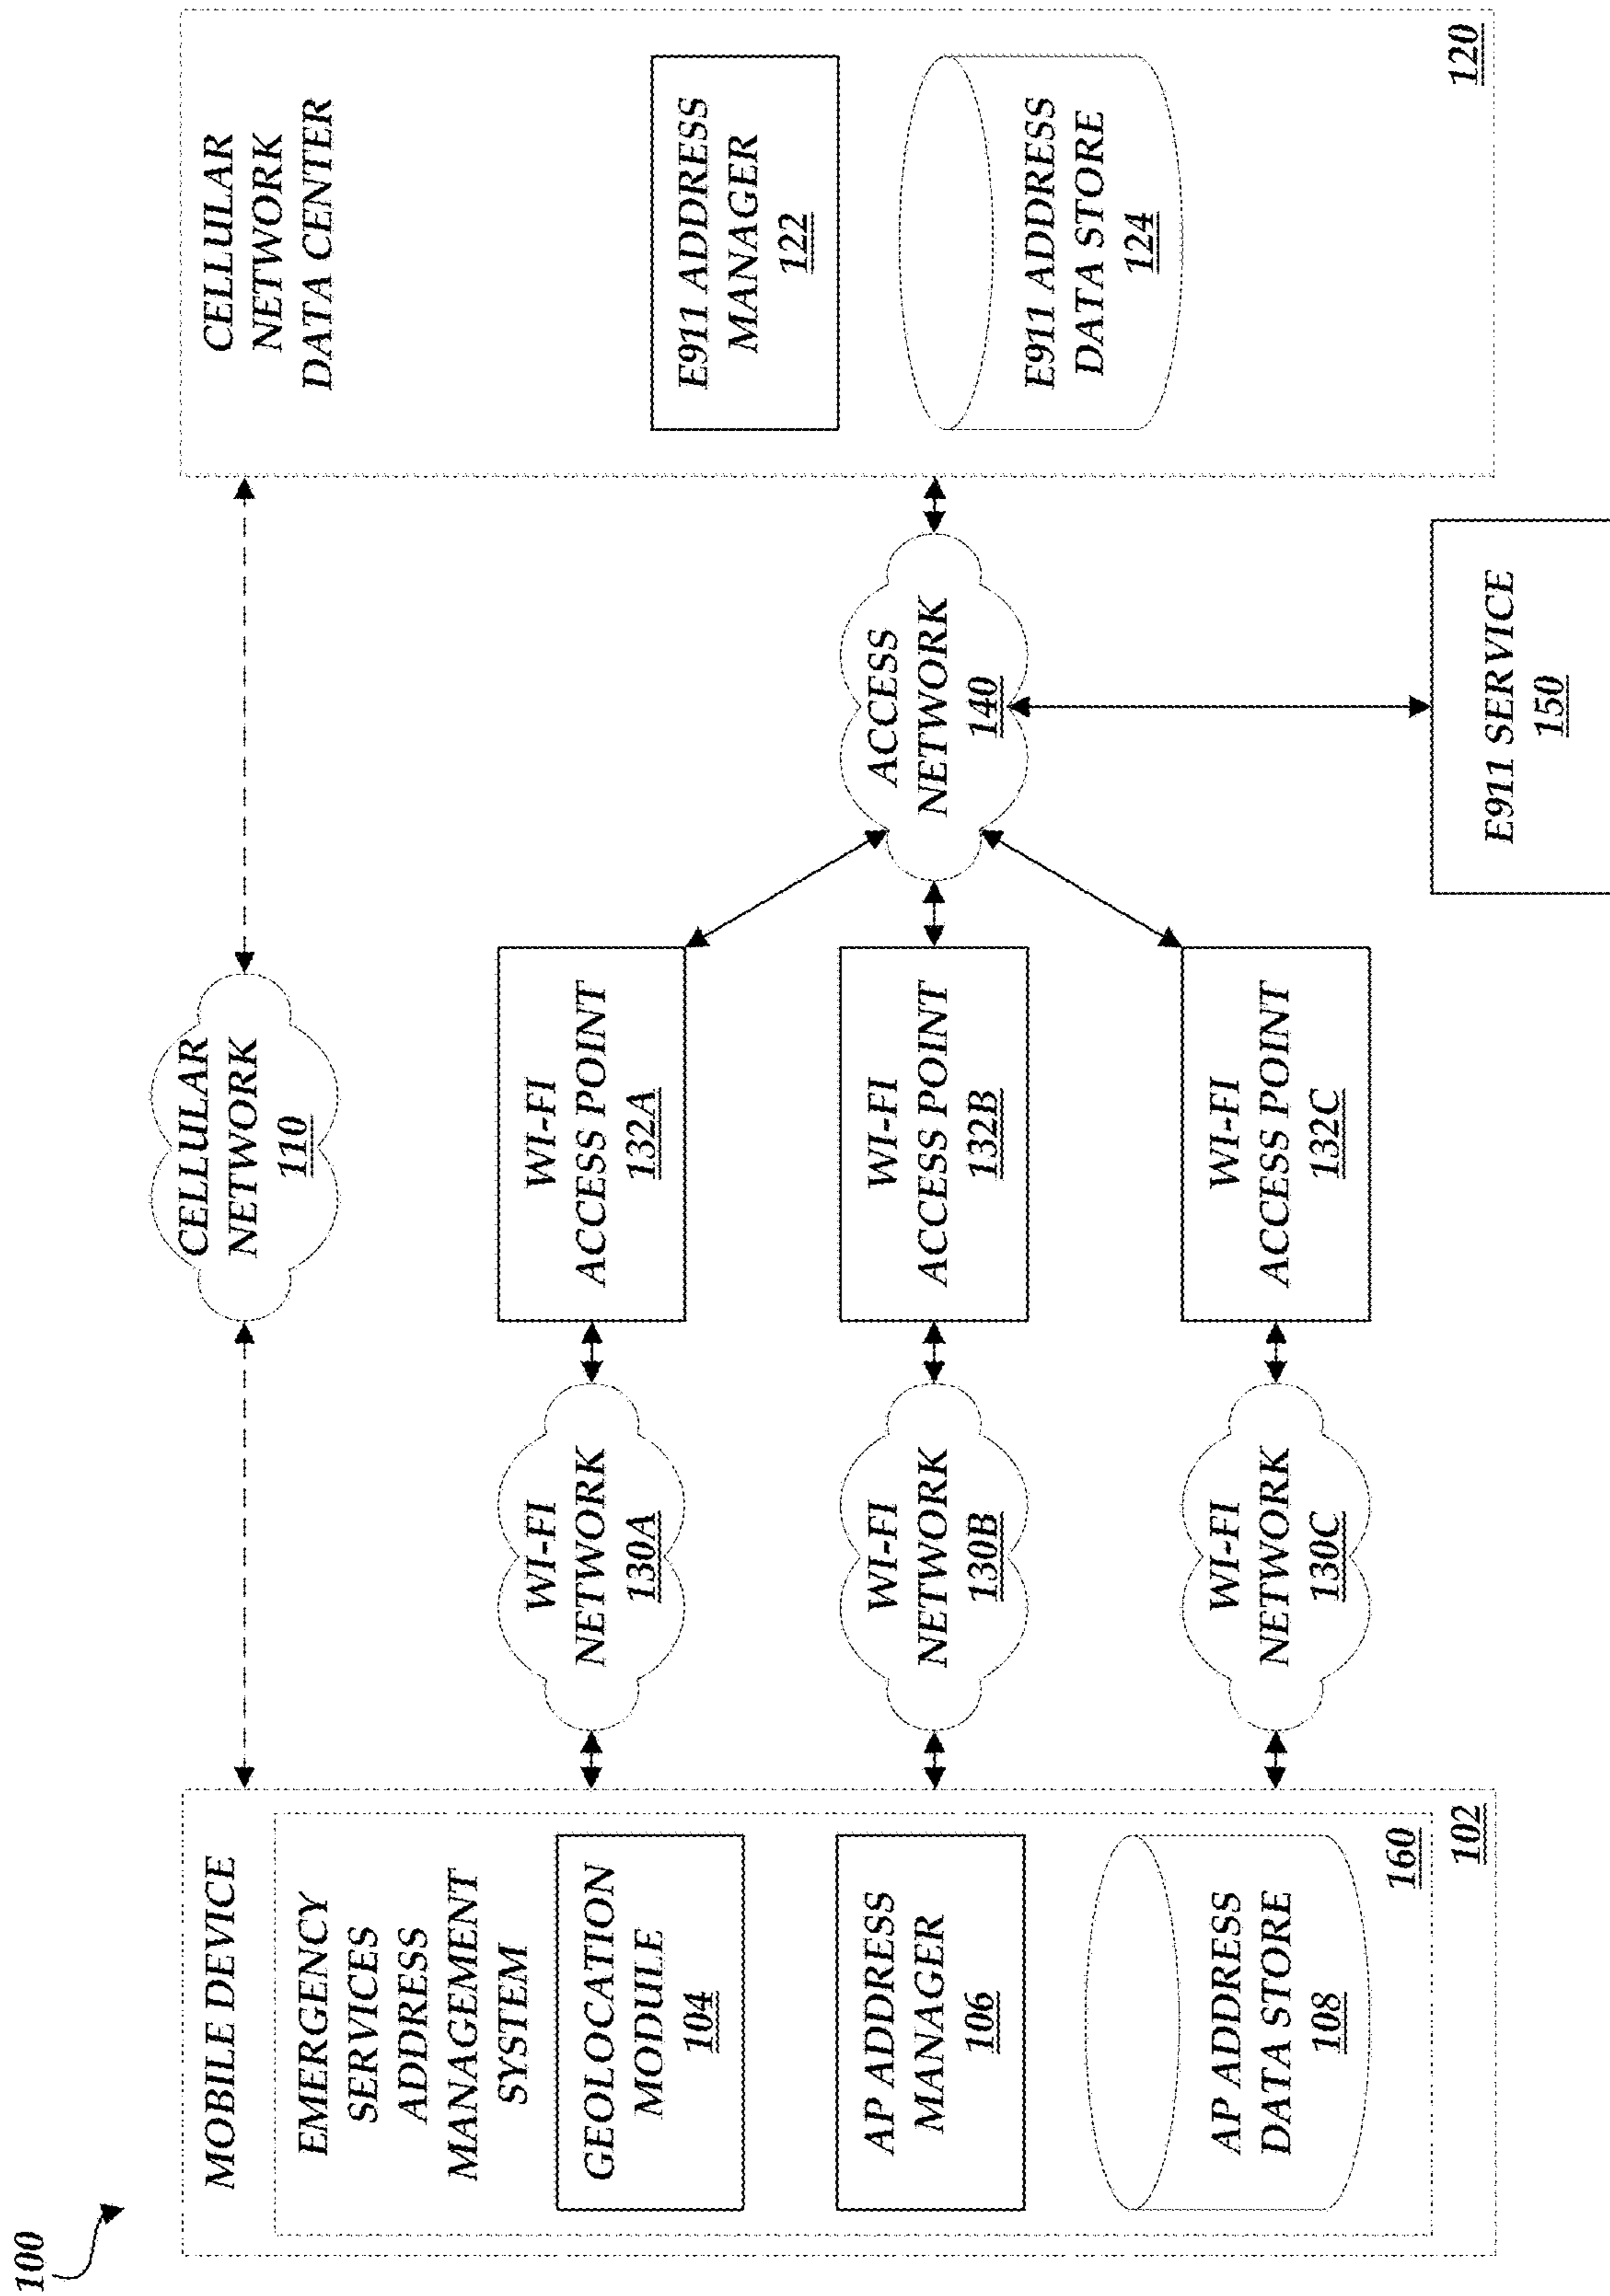 100
MOBILE DEVICE
EMERGENCY
SERVICES
ADDRESS
MANAGEMENT
SYSTEM
GEOLOCATION
MODULE
104
AP ADDRESS
MANAGER
106
AP ADDRESS
DATA STORE
108
160
102
CELLULAR
NETWORK
110
WI-FI
NETWORK
130A
WI-FI
NETWORK
130B
WI-FI
NETWORK
130C
WI-FI
ACCESS POINT
132A
WI-FI
ACCESS POINT
132B
WI-FI
ACCESS POINT
132C
ACCESS
NETWORK
140
E911 SERVICE
150
CELLULAR
NETWORK
DATA CENTER
E911 ADDRESS
MANAGER
122
E911 ADDRESS
DATA STORE
124
120